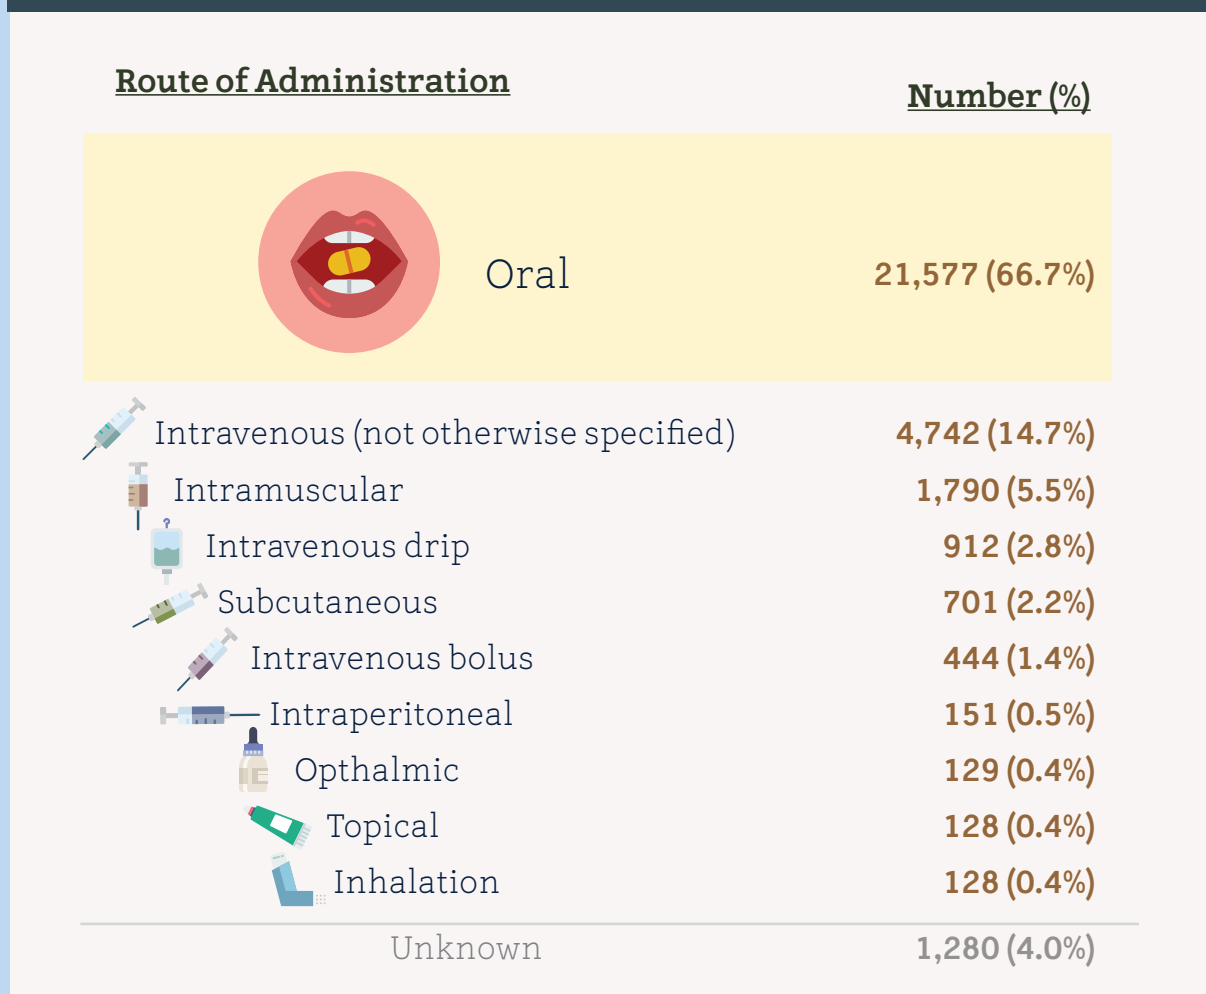 Route of Administration
Number (%)
Oral 21,577 (66.7%)
Intravenous (not otherwise specified) 4,742 (14.7%)
Intramuscular 1,790 (5.5%)
Intravenous drip 912 (2.8%)
Subcutaneous 701 (2.2%)
Intravenous bolus 444 (1.4%)
Intraperitoneal 151 (0.5%)
Opthalmic 129 (0.4%)
Topical 128 (0.4%)
Inhalation 128 (0.4%)
Unknown 1,280 (4.0%)